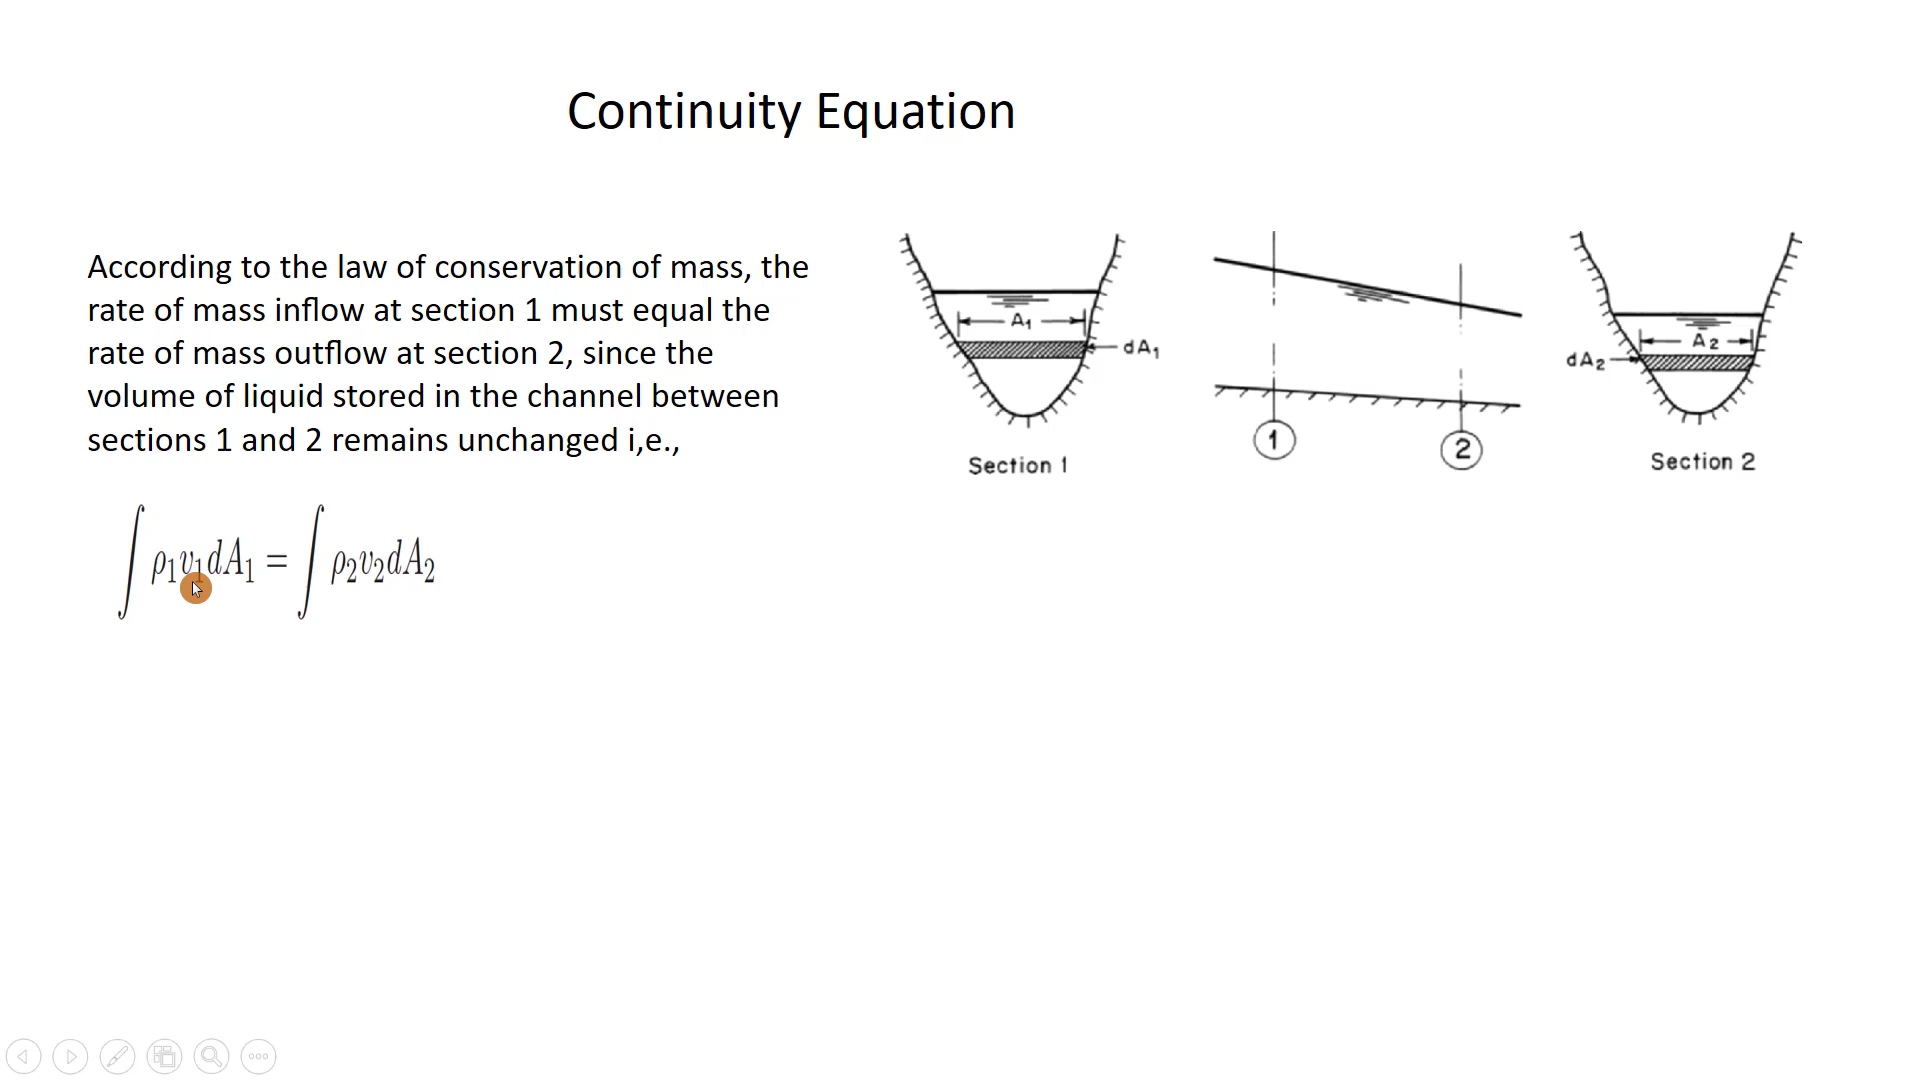 Continuity Equation
According to the law of conservation of mass, the
rate of mass inflow at section 1 must equal the
rate of mass outflow at section 2, since the
volume of liquid stored in the channel between
sections 1 and 2 remains unchanged i,e.,
∫ρ₁v₁dA₁ = ∫ρ₂v₂dA₂
A₁
dA₁
Section 1
1
2
A₂
dA₂
Section 2